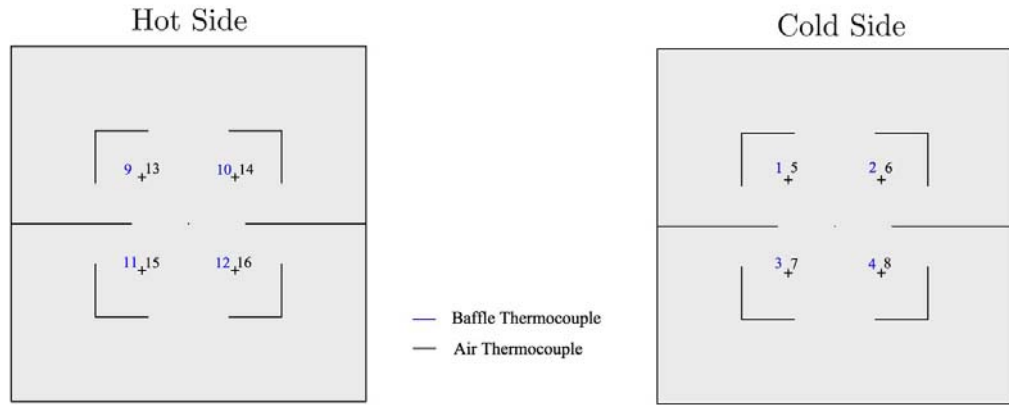 Hot Side
Cold Side
9 13
10 14
1 5
2 6
11 15
12 16
3 7
4 8
Baffle Thermocouple
Air Thermocouple